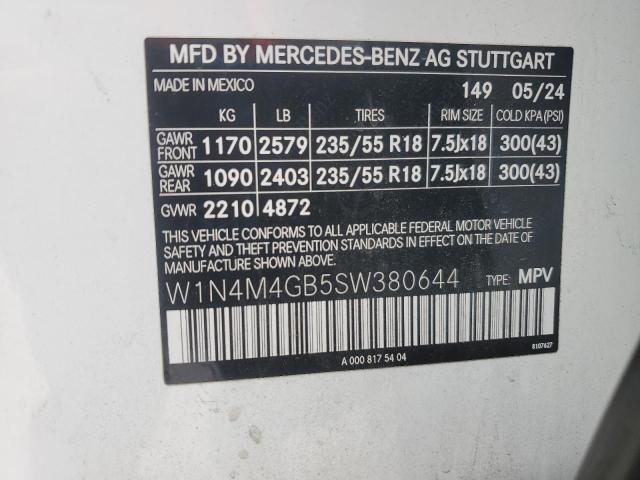 MFD BY MERCEDES-BENZ AG STUTTGART
MADE IN MEXICO 149 05/24
KG LB TIRES RIM SIZE COLD KPA(PSI)
GAWR FRONT 1170 2579 235/55 R18 7.5Jx18 300(43)
GAWR REAR 1090 2403 235/55 R18 7.5Jx18 300(43)
GVWR 2210 4872
THIS VEHICLE CONFORMS TO ALL APPLICABLE FEDERAL MOTOR VEHICLE
SAFETY AND THEFT PREVENTION STANDARDS IN EFFECT ON THE DATE OF
MANUFACTURE SHOWN ABOVE.
W1N4M4GB5SW380644 TYPE: MPV
A 000 817 54 04 8107627